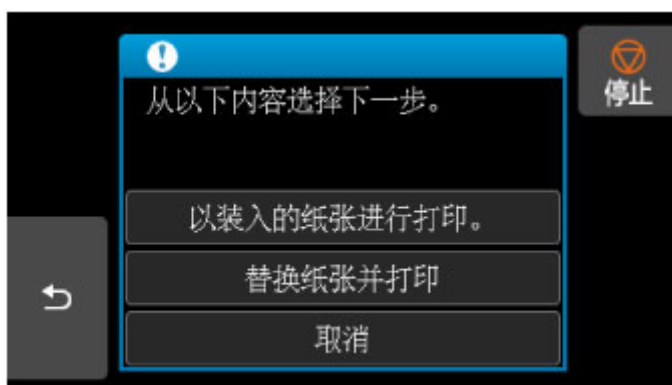 从以下内容选择下一步。
停止
以装入的纸张进行打印。
替换纸张并打印
取消